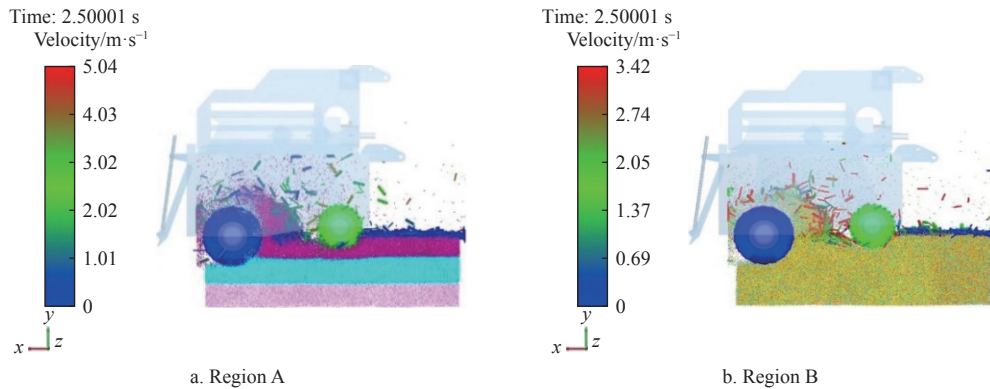 Time: 2.50001 s
Velocity/m·s⁻¹
5.04
4.03
3.02
2.02
1.01
0
y
x
z
a. Region A
Time: 2.50001 s
Velocity/m·s⁻¹
3.42
2.74
2.05
1.37
0.69
0
y
x
z
b. Region B